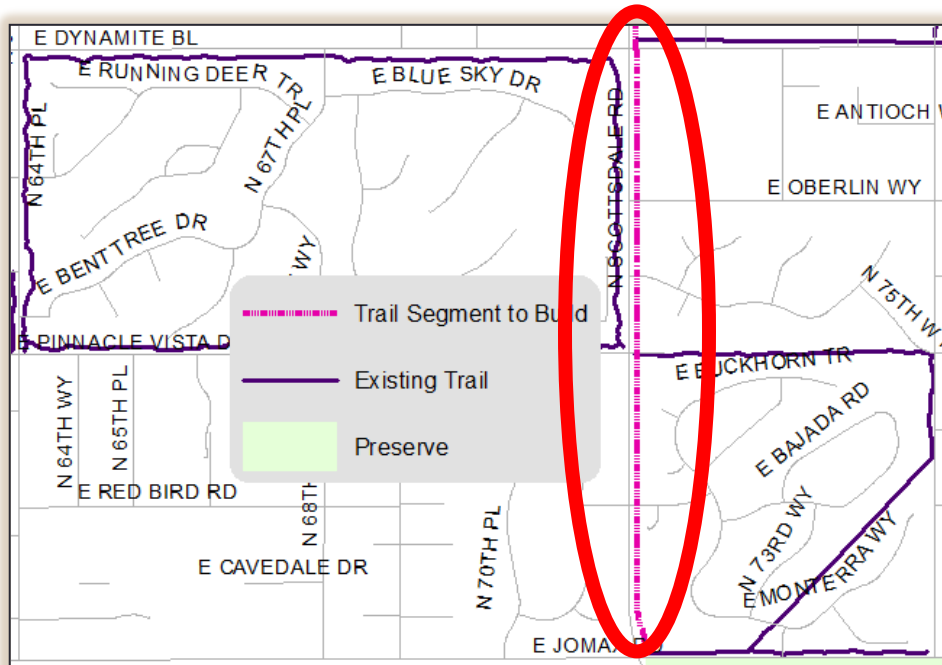 E DYNAMITE BL
E RUNNING DEER TR
E BLUE SKY DR
N 64TH PL
N 67TH PL
N SCOTTSDALE RD
E ANTIOCH
E OBERLIN WY
E BENTTREE DR
WY
N 75TH WY
Trail Segment to Build
E PINNACLE VISTA D
E BUCKHORN TR
Existing Trail
N 64TH WY
N 65TH PL
E BAJADA RD
Preserve
E RED BIRD RD
N 68TH
N 70TH PL
N 73RD WY
E MONTERRA WY
E CAVEDALE DR
E JOMAX